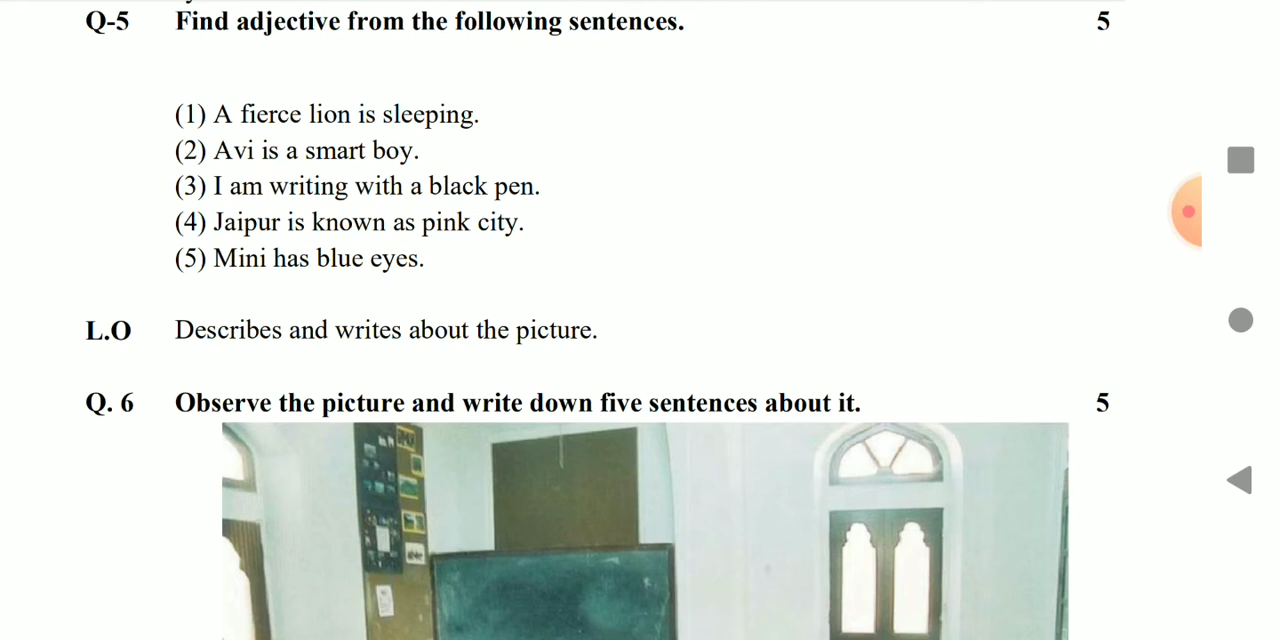 Q-5 Find adjective from the following sentences. 5
(1) A fierce lion is sleeping.
(2) Avi is a smart boy.
(3) I am writing with a black pen.
(4) Jaipur is known as pink city.
(5) Mini has blue eyes.
L.O Describes and writes about the picture.
Q. 6 Observe the picture and write down five sentences about it. 5